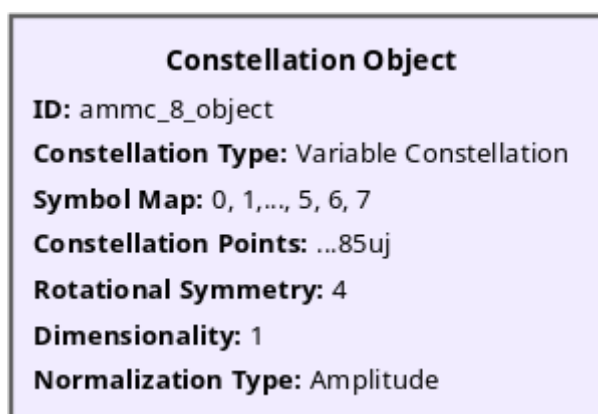 Constellation Object
ID: ammc_8_object
Constellation Type: Variable Constellation
Symbol Map: 0, 1,..., 5, 6, 7
Constellation Points: ...85uj
Rotational Symmetry: 4
Dimensionality: 1
Normalization Type: Amplitude